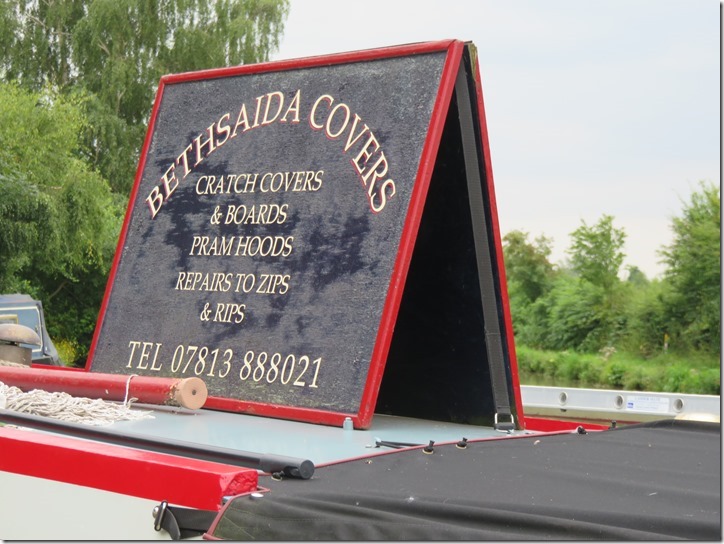 BETHSAIDA COVERS
CRATCH COVERS
& BOARDS
PRAM HOODS
REPAIRS TO ZIPS
& RIPS
TEL 07813 888021